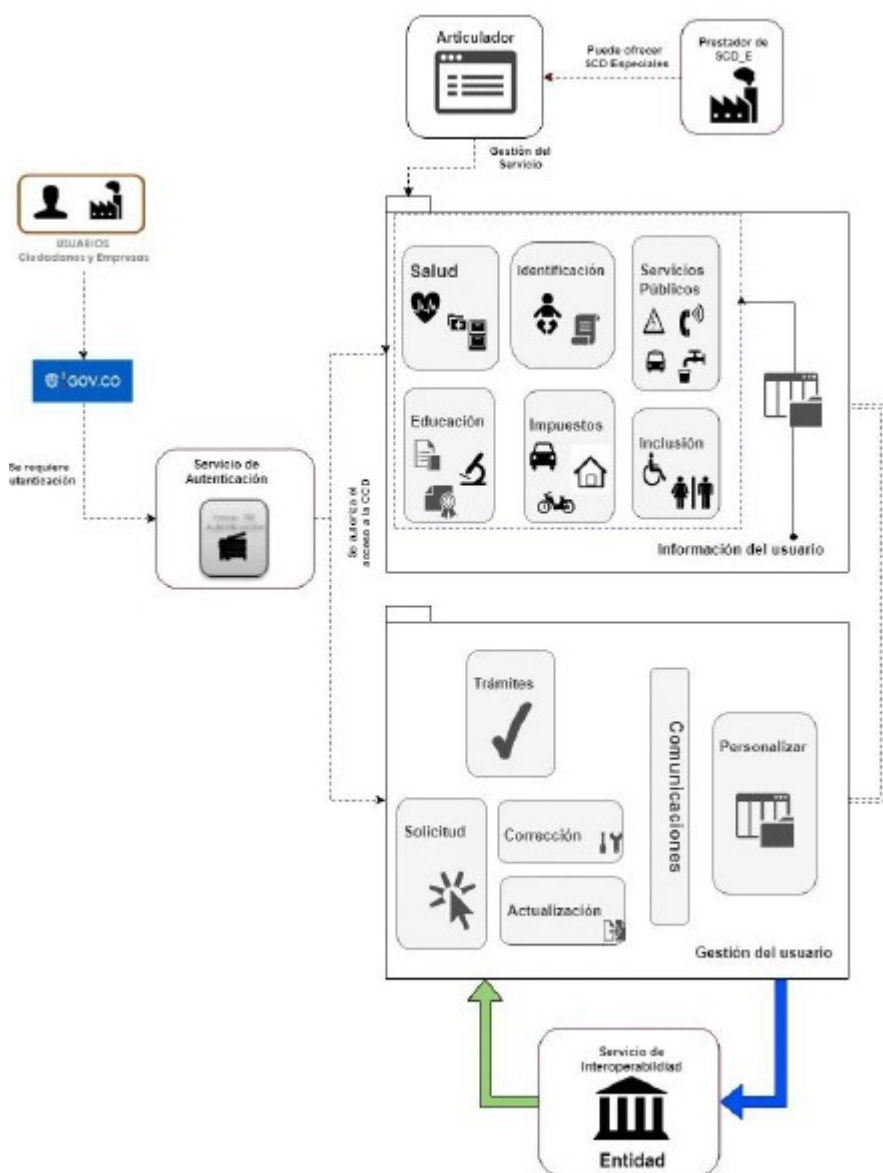 Articulador
Puede ofrecer
SCD Especiales
Prestador de
SCD_E
Gestión del
Servicio
USUARIOS
Ciudadanos y Empresas
GOV.CO
Se requiere
utenticación
Servicio de
Autenticación
Se autoriza el
acceso a la CCD
Salud
Identificación
Servicios
Públicos
Educación
Impuestos
Inclusión
Información del usuario
Trámites
Solicitud
Corrección
Actualización
Comunicaciones
Personalizar
Gestión del usuario
Servicio de
Interoperabilidiad
Entidad